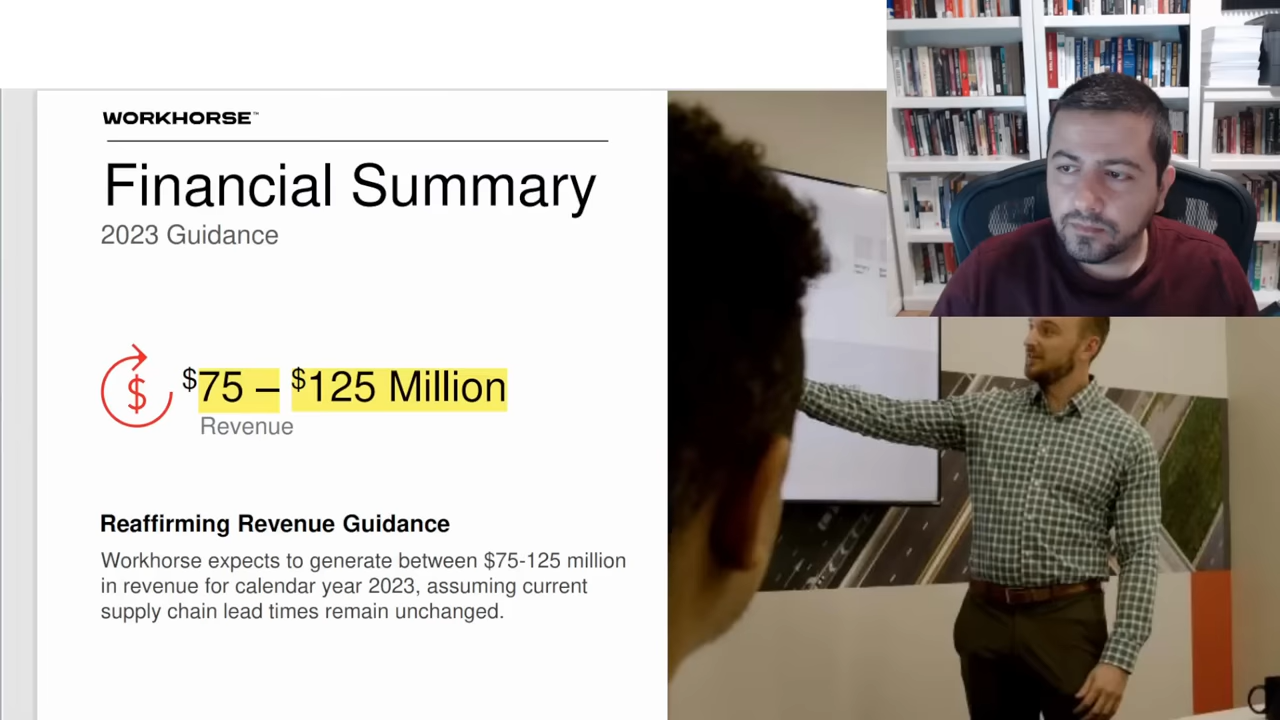 WORKHORSE™
Financial Summary
2023 Guidance
$75 – $125 Million
Revenue
Reaffirming Revenue Guidance
Workhorse expects to generate between $75-125 million
in revenue for calendar year 2023, assuming current
supply chain lead times remain unchanged.